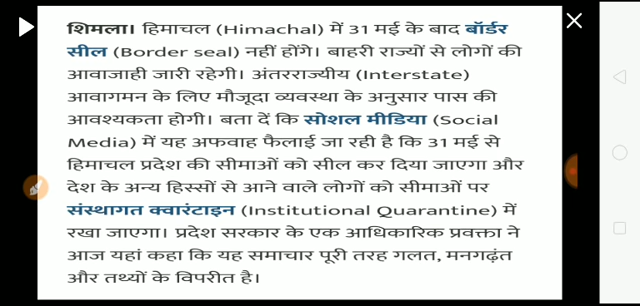 शिमला। हिमाचल (Himachal) में 31 मई के बाद बॉर्डर
सील (Border seal) नहीं होंगे। बाहरी राज्यों से लोगों की
आवाजाही जारी रहेगी। अंतरराज्यीय (Interstate)
आवागमन के लिए मौजूदा व्यवस्था के अनुसार पास की
आवश्यकता होगी। बता दें कि सोशल मीडिया (Social
Media) में यह अफवाह फैलाई जा रही है कि 31 मई से
हिमाचल प्रदेश की सीमाओं को सील कर दिया जाएगा और
देश के अन्य हिस्सों से आने वाले लोगों को सीमाओं पर
संस्थागत क्वारंटाइन (Institutional Quarantine) में
रखा जाएगा। प्रदेश सरकार के एक आधिकारिक प्रवक्ता ने
आज यहां कहा कि यह समाचार पूरी तरह गलत, मनगढ़ंत
और तथ्यों के विपरीत है।